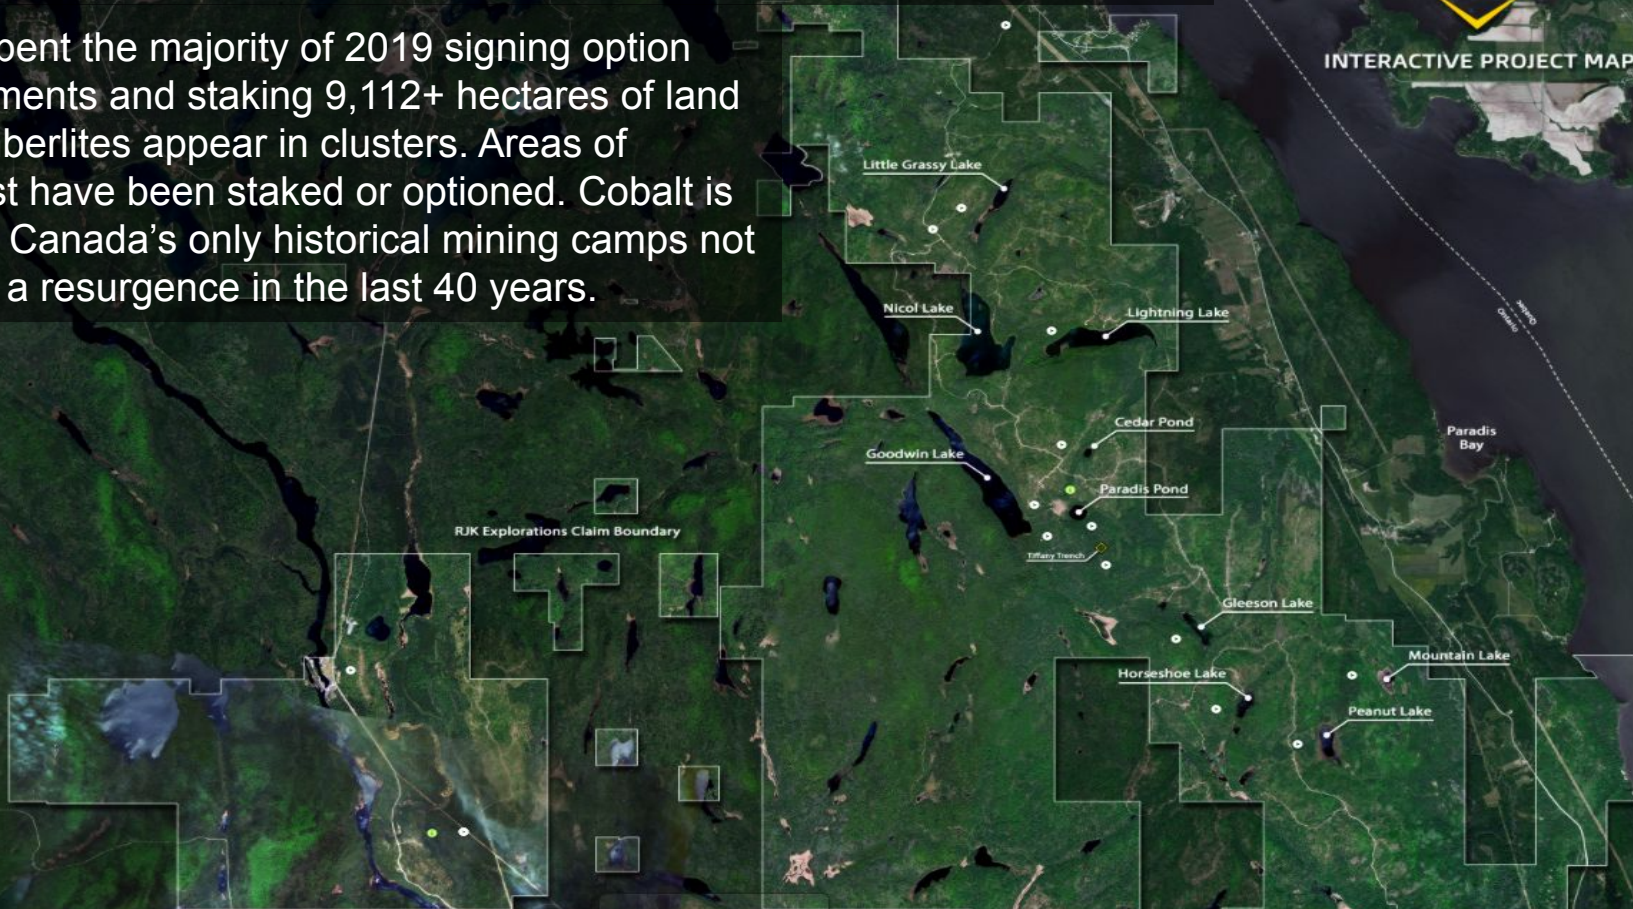 pent the majority of 2019 signing option
ments and staking 9,112+ hectares of land
berlites appear in clusters. Areas of
st have been staked or optioned. Cobalt is
Canada's only historical mining camps not
a resurgence in the last 40 years.
INTERACTIVE PROJECT MAP
Little Grassy Lake
Nicol Lake
Lightning Lake
Quebec
Ontario
Cedar Pond
Paradis
Bay
Goodwin Lake
Paradis Pond
RJK Explorations Claim Boundary
Tiffany Trench
Gleeson Lake
Mountain Lake
Horseshoe Lake
Peanut Lake